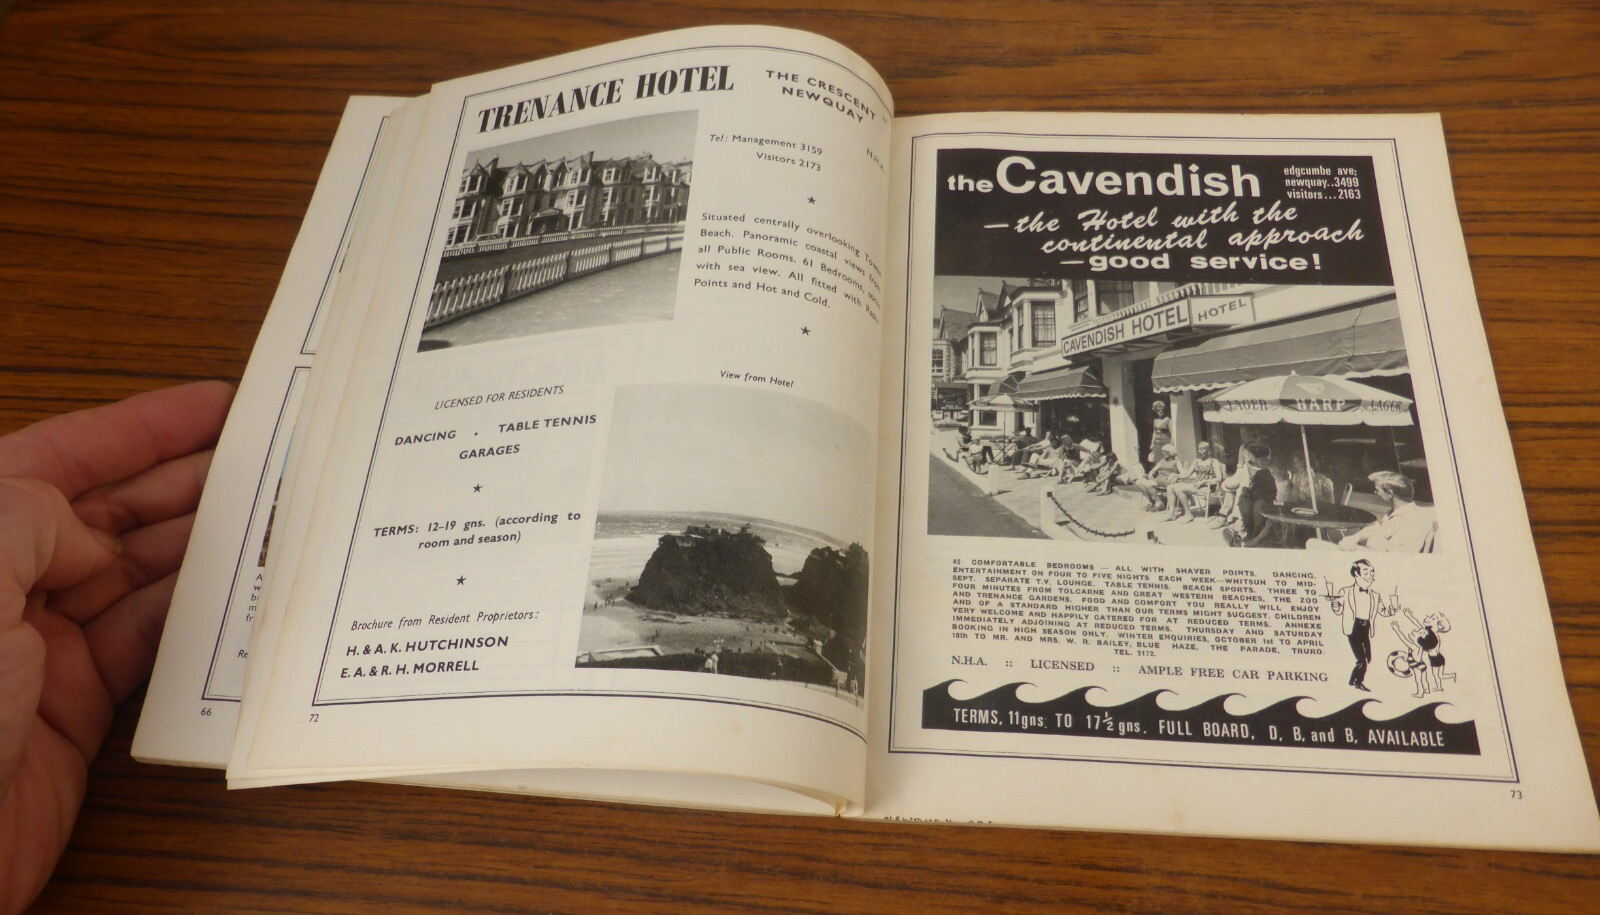 TRENANCE HOTEL
THE CRESCENT
NEWQUAY
N.H.A.
Tel: Management 3159
Visitors 2173
Situated centrally overlooking
Beach. Panoramic coastal views from
all Public Rooms. 61 Bedrooms,
with sea view. All fitted with
Points and Hot and Cold.
View from Hotel
LICENSED FOR RESIDENTS
DANCING . TABLE TENNIS
GARAGES
TERMS: 12–19 gns. (according to
room and season)
Brochure from Resident Proprietors:
H. & A. K. HUTCHINSON
E. A. & R. H. MORRELL
66
72
the Cavendish
edgcumbe ave;
newquay..3499
visitors...2163
—the Hotel with the
continental approach
—good service!
CAVENDISH HOTEL
HOTEL
LAGER HARP LAGER
45 COMFORTABLE BEDROOMS — ALL WITH SHAVER POINTS. DANCING.
ENTERTAINMENT ON FOUR TO FIVE NIGHTS EACH WEEK—WHITSUN TO MID-
SEPT. SEPARATE T.V. LOUNGE. TABLE TENNIS. BEACH SPORTS. THREE TO
FOUR MINUTES FROM TOLCARNE AND GREAT WESTERN BEACHES, THE ZOO
AND TRENANCE GARDENS. FOOD AND COMFORT YOU REALLY WILL ENJOY
AND OF A STANDARD HIGHER THAN OUR TERMS MIGHT SUGGEST. CHILDREN
VERY WELCOME AND HAPPILY CATERED FOR AT REDUCED TERMS. ANNEXE
IMMEDIATELY ADJOINING AT REDUCED TERMS. THURSDAY AND SATURDAY
BOOKING IN HIGH SEASON ONLY. WINTER ENQUIRIES, OCTOBER 1st TO APRIL
10th TO MR. AND MRS. W. R. BAILEY, BLUE HAZE, THE PARADE, TRURO.
TEL. 2172.
N.H.A. :: LICENSED :: AMPLE FREE CAR PARKING
TERMS, 11gns. TO 17½gns. FULL BOARD, D, B, and B, AVAILABLE
73